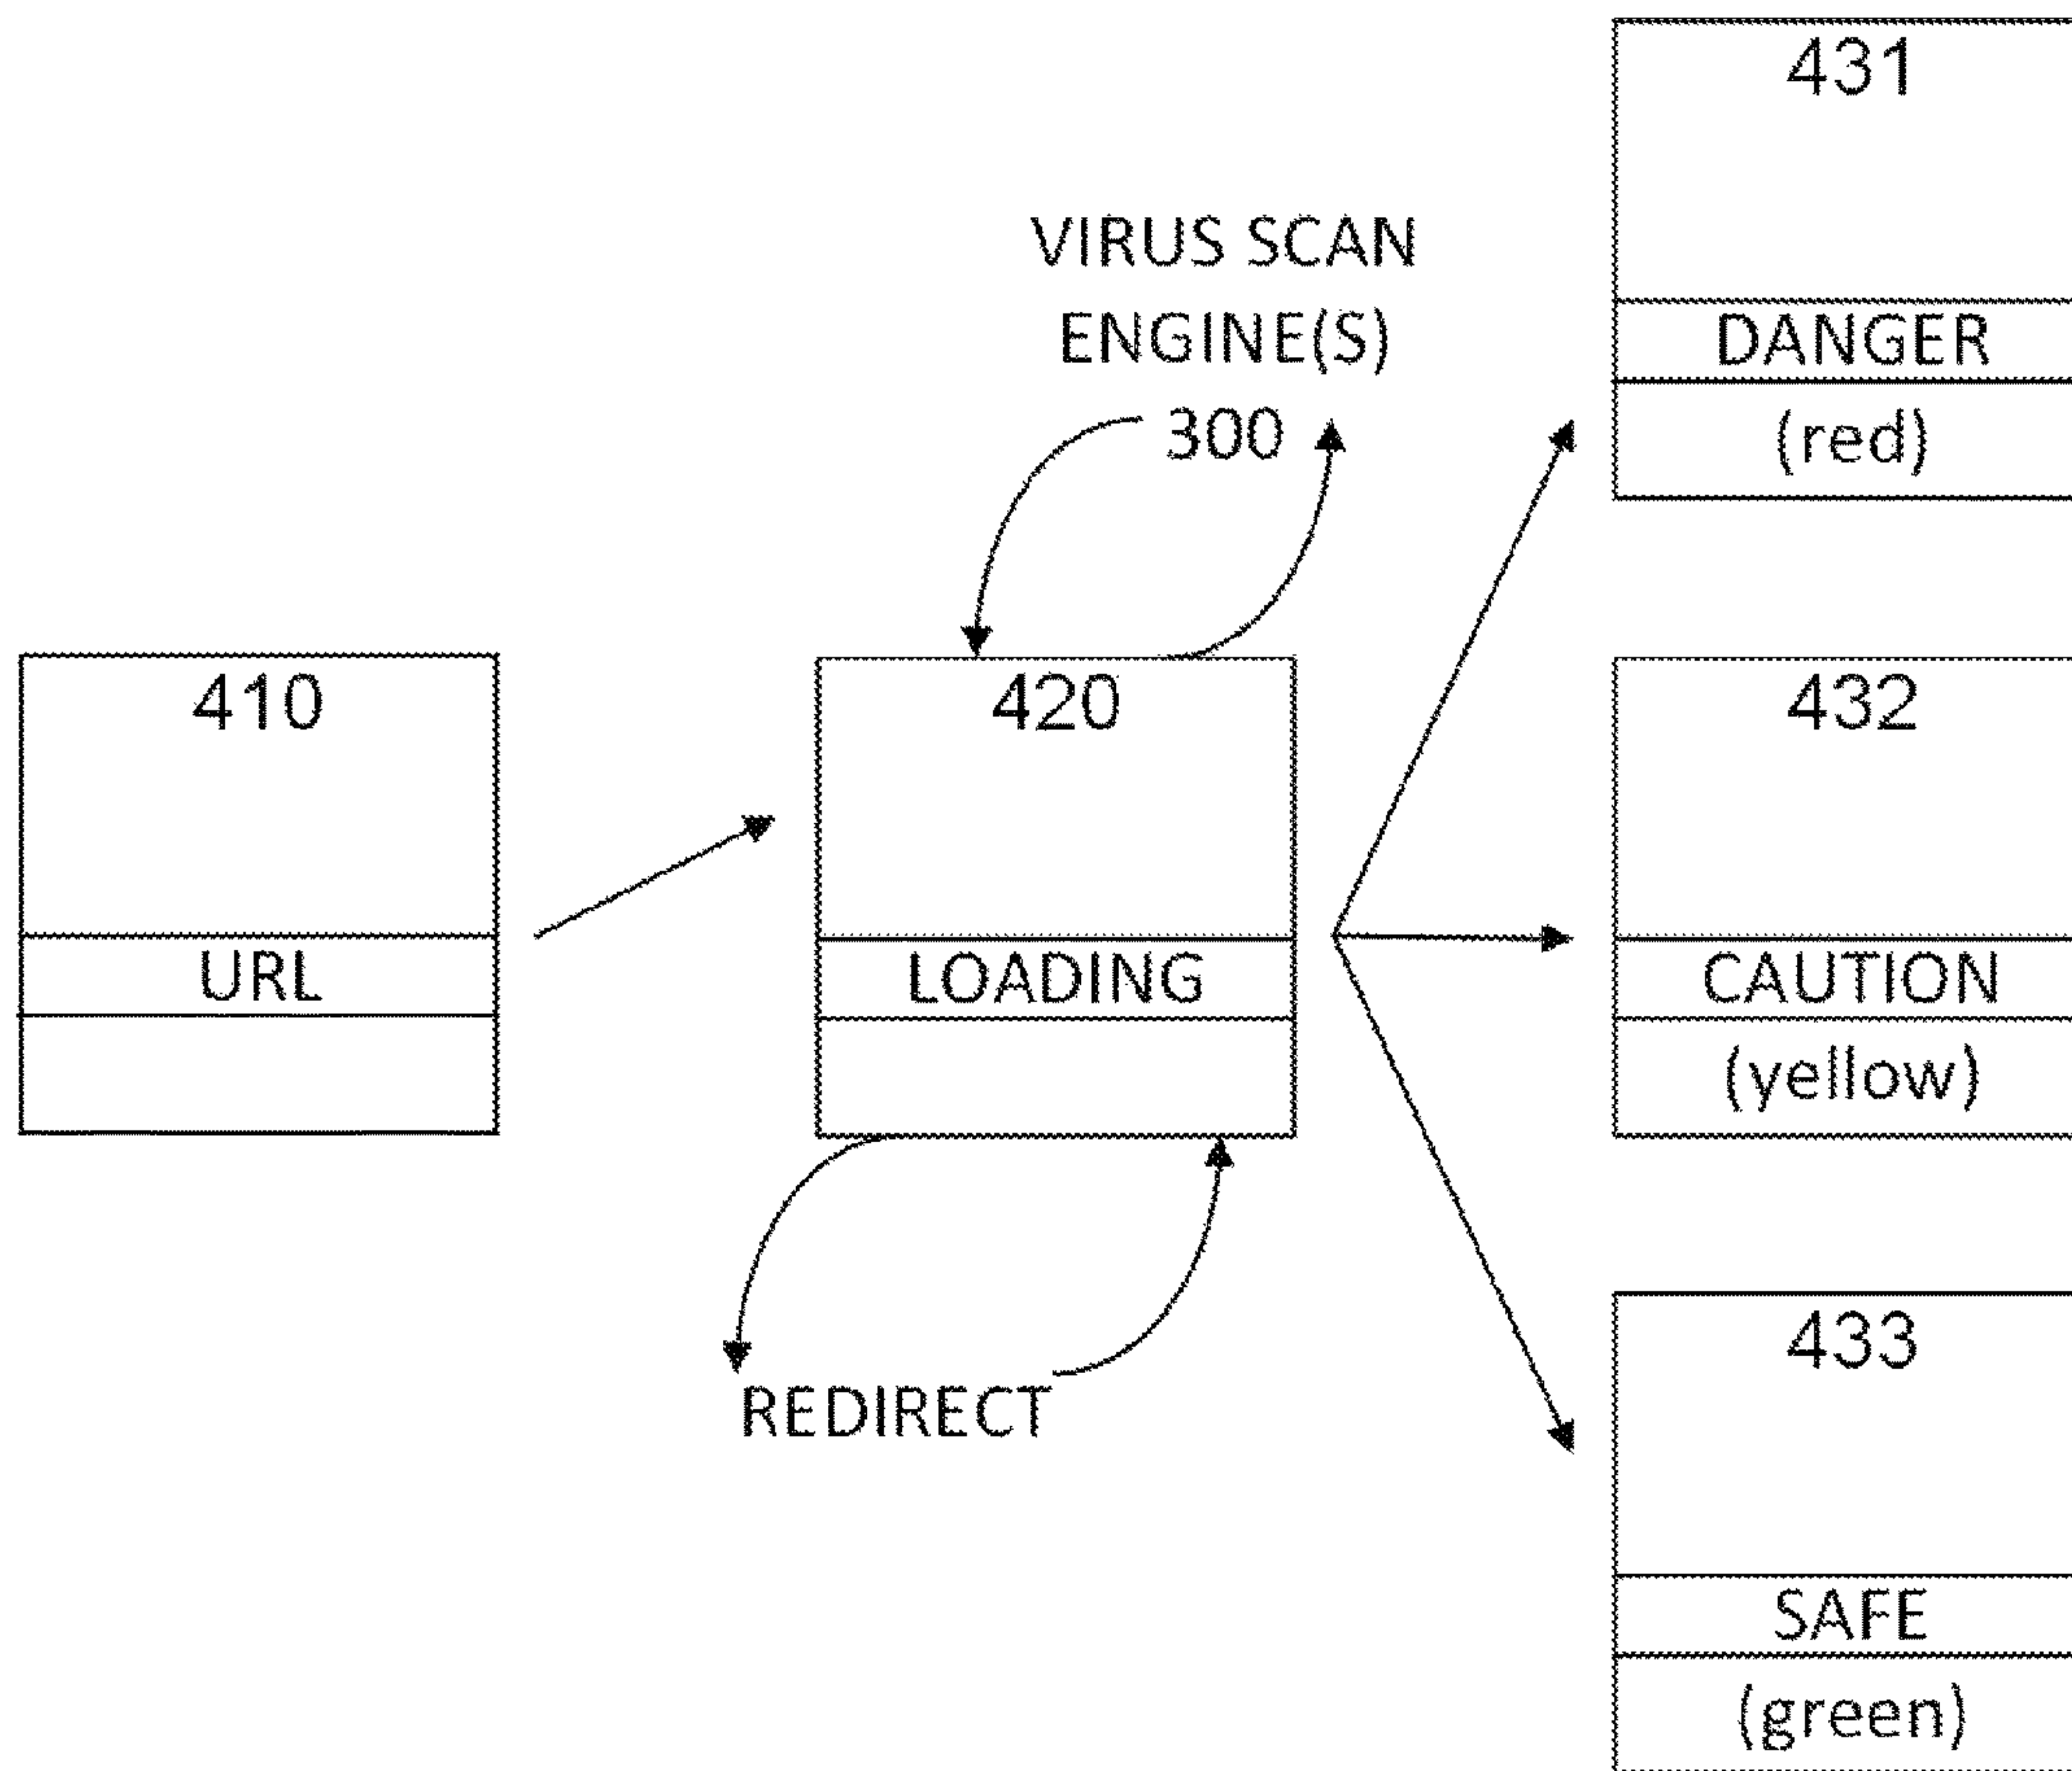 410
URL
VIRUS SCAN
ENGINE(S)
300
420
LOADING
REDIRECT
431
DANGER
(red)
432
CAUTION
(yellow)
433
SAFE
(green)